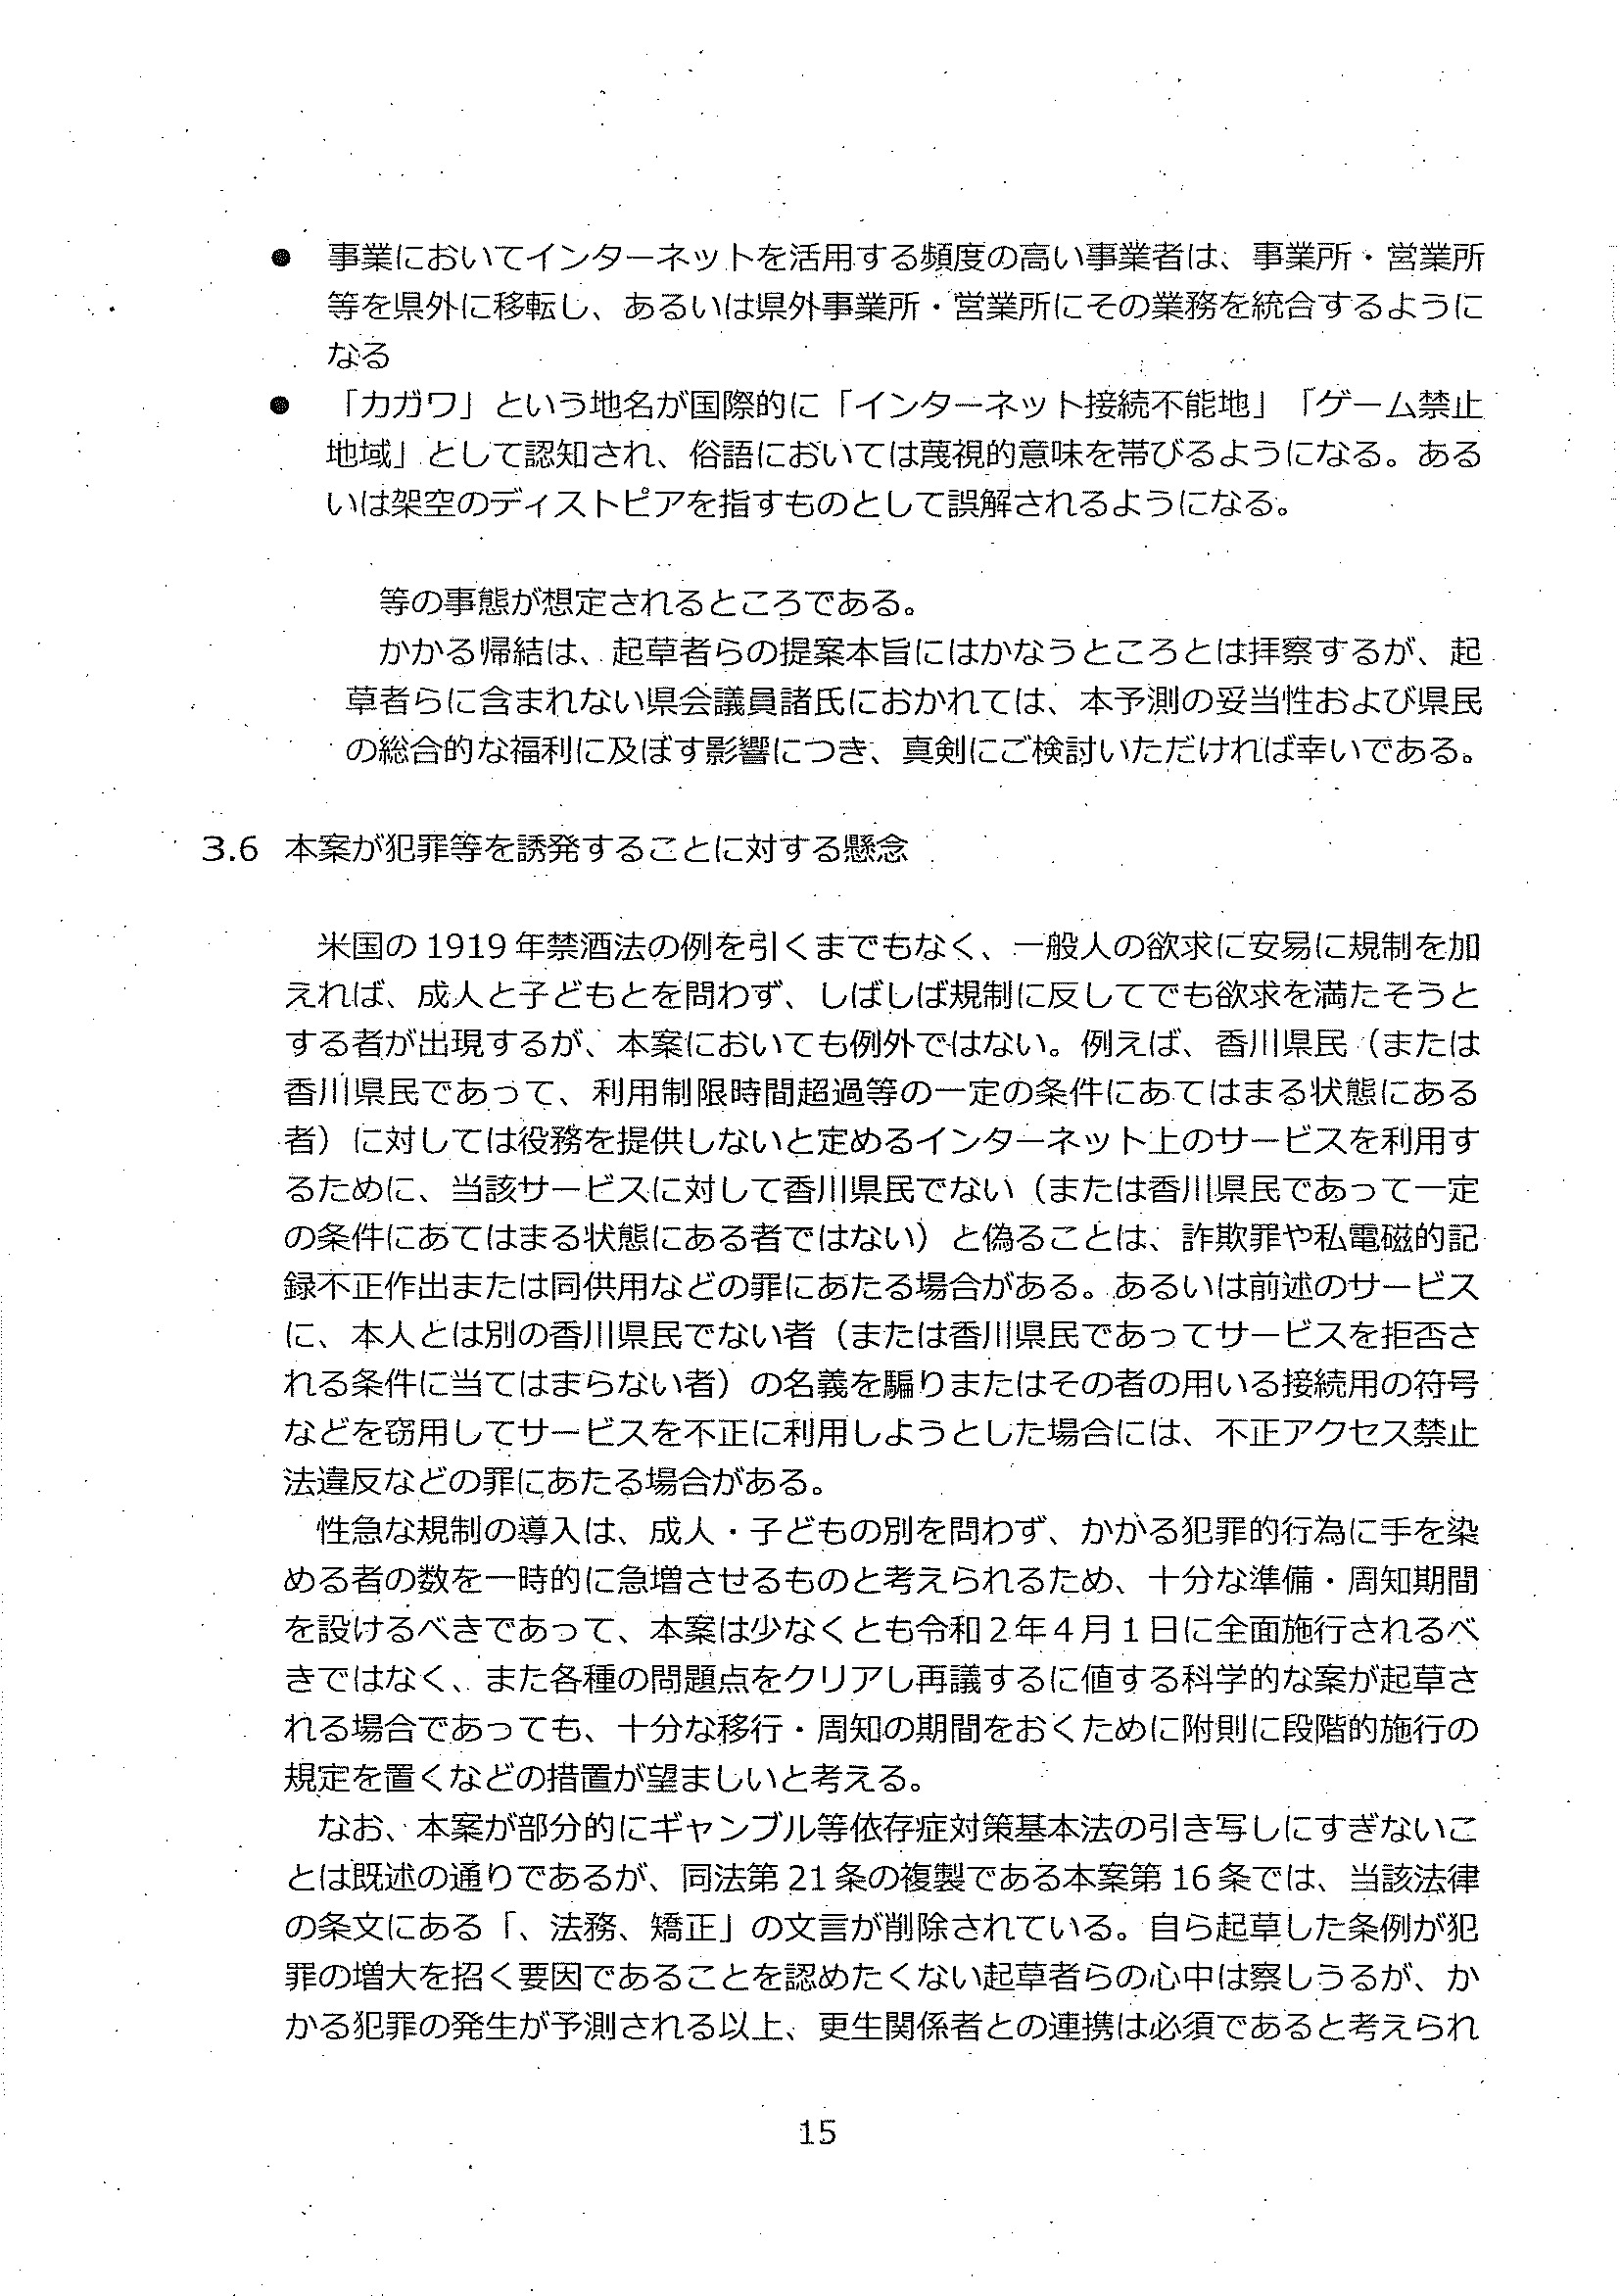 ● 事業においてインターネットを活用する頻度の高い事業者は、事業所・営業所
等を県外に移転し、あるいは県外事業所・営業所にその業務を統合するように
なる
● 「カガワ」という地名が国際的に「インターネット接続不能地」「ゲーム禁止
地域」として認知され、俗語においては蔑視的意味を帯びるようになる。ある
いは架空のディストピアを指すものとして誤解されるようになる。
等の事態が想定されるところである。
かかる帰結は、起草者らの提案本旨にはかなうところとは拝察するが、起
草者らに含まれない県会議員諸氏におかれては、本予測の妥当性および県民
の総合的な福利に及ぼす影響につき、真剣にご検討いただければ幸いである。
3.6 本案が犯罪等を誘発することに対する懸念
米国の1919年禁酒法の例を引くまでもなく、一般人の欲求に安易に規制を加
えれば、成人と子どもとを問わず、しばしば規制に反してでも欲求を満たそうと
する者が出現するが、本案においても例外ではない。例えば、香川県民（または
香川県民であって、利用制限時間超過等の一定の条件にあてはまる状態にある
者）に対しては役務を提供しないと定めるインターネット上のサービスを利用す
るために、当該サービスに対して香川県民でない（または香川県民であって一定
の条件にあてはまる状態にある者ではない）と偽ることは、詐欺罪や私電磁的記
録不正作出または同供用などの罪にあたる場合がある。あるいは前述のサービス
に、本人とは別の香川県民でない者（または香川県民であってサービスを拒否さ
れる条件に当てはまらない者）の名義を騙りまたはその者の用いる接続用の符号
などを窃用してサービスを不正に利用しようとした場合には、不正アクセス禁止
法違反などの罪にあたる場合がある。
性急な規制の導入は、成人・子どもの別を問わず、かかる犯罪的行為に手を染
める者の数を一時的に急増させるものと考えられるため、十分な準備・周知期間
を設けるべきであって、本案は少なくとも令和２年４月１日に全面施行されるべ
きではなく、また各種の問題点をクリアし再議するに値する科学的な案が起草さ
れる場合であっても、十分な移行・周知の期間をおくために附則に段階的施行の
規定を置くなどの措置が望ましいと考える。
なお、本案が部分的にギャンブル等依存症対策基本法の引き写しにすぎないこ
とは既述の通りであるが、同法第21条の複製である本案第16条では、当該法律
の条文にある「、法務、矯正」の文言が削除されている。自ら起草した条例が犯
罪の増大を招く要因であることを認めたくない起草者らの心中は察しうるが、か
かる犯罪の発生が予測される以上、更生関係者との連携は必須であると考えられ
15